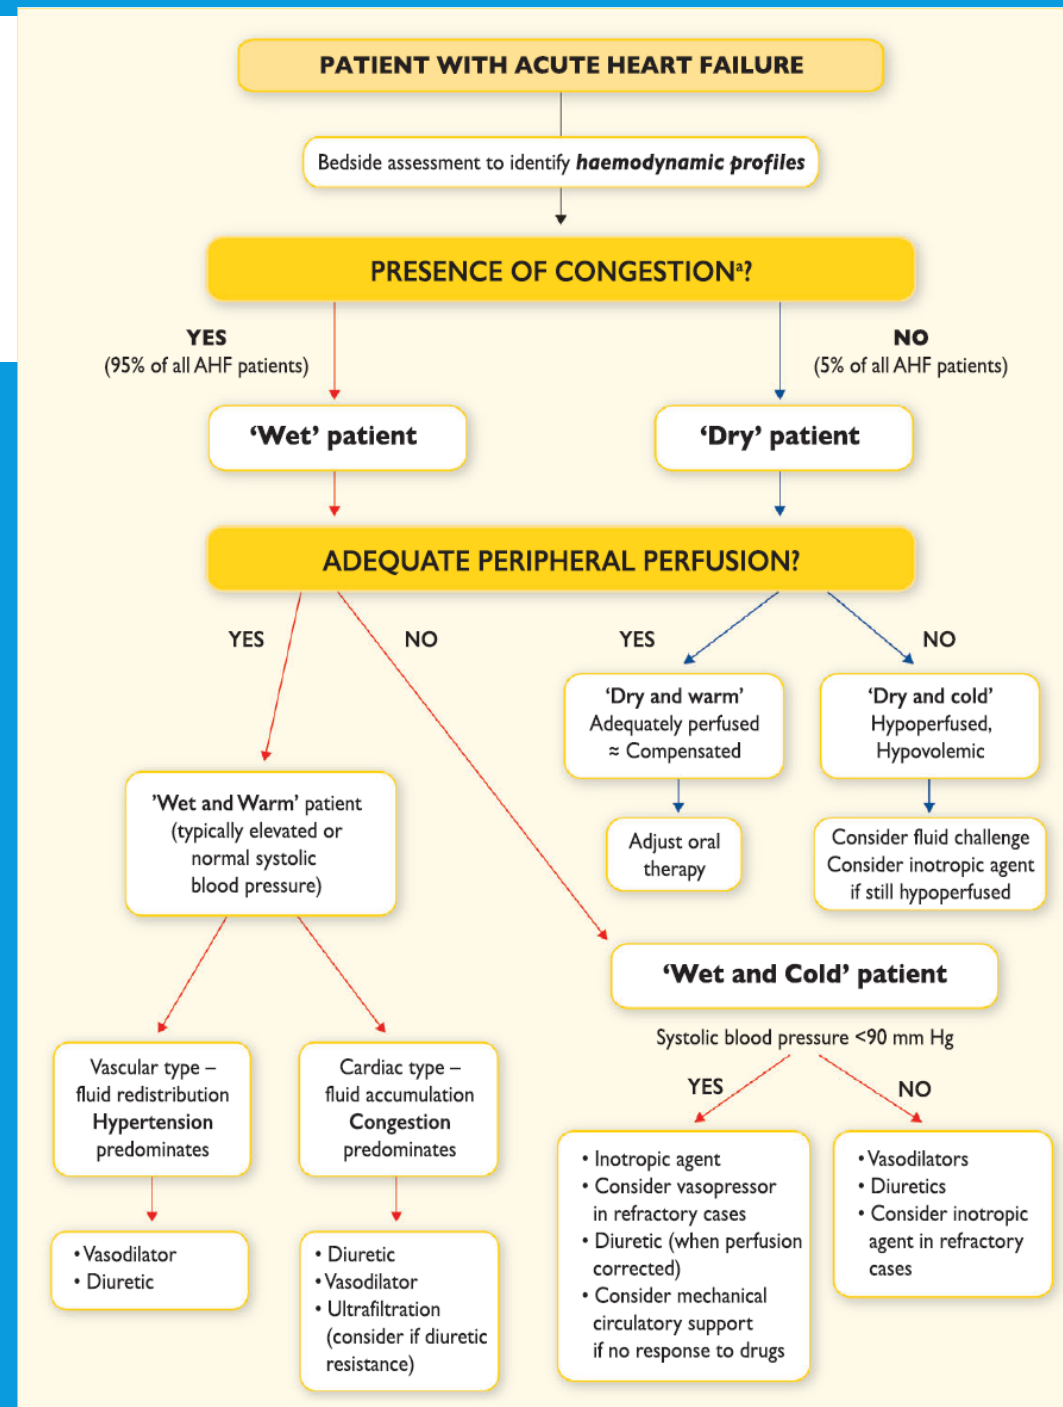 PATIENT WITH ACUTE HEART FAILURE
Bedside assessment to identify haemodynamic profiles
PRESENCE OF CONGESTIONª?
YES
(95% of all AHF patients)
NO
(5% of all AHF patients)
‘Wet’ patient
‘Dry’ patient
ADEQUATE PERIPHERAL PERFUSION?
YES
NO
YES
NO
’Wet and Warm’ patient
(typically elevated or
normal systolic
blood pressure)
‘Dry and warm’
Adequately perfused
≈ Compensated
‘Dry and cold’
Hypoperfused,
Hypovolemic
Adjust oral
therapy
Consider fluid challenge
Consider inotropic agent
if still hypoperfused
‘Wet and Cold’ patient
Systolic blood pressure <90 mm Hg
YES
NO
Vascular type –
fluid redistribution
Hypertension
predominates
Cardiac type –
fluid accumulation
Congestion
predominates
• Vasodilator
• Diuretic
• Diuretic
• Vasodilator
• Ultrafiltration
(consider if diuretic
resistance)
• Inotropic agent
• Consider vasopressor
in refractory cases
• Diuretic (when perfusion
corrected)
• Consider mechanical
circulatory support
if no response to drugs
• Vasodilators
• Diuretics
• Consider inotropic
agent in refractory
cases